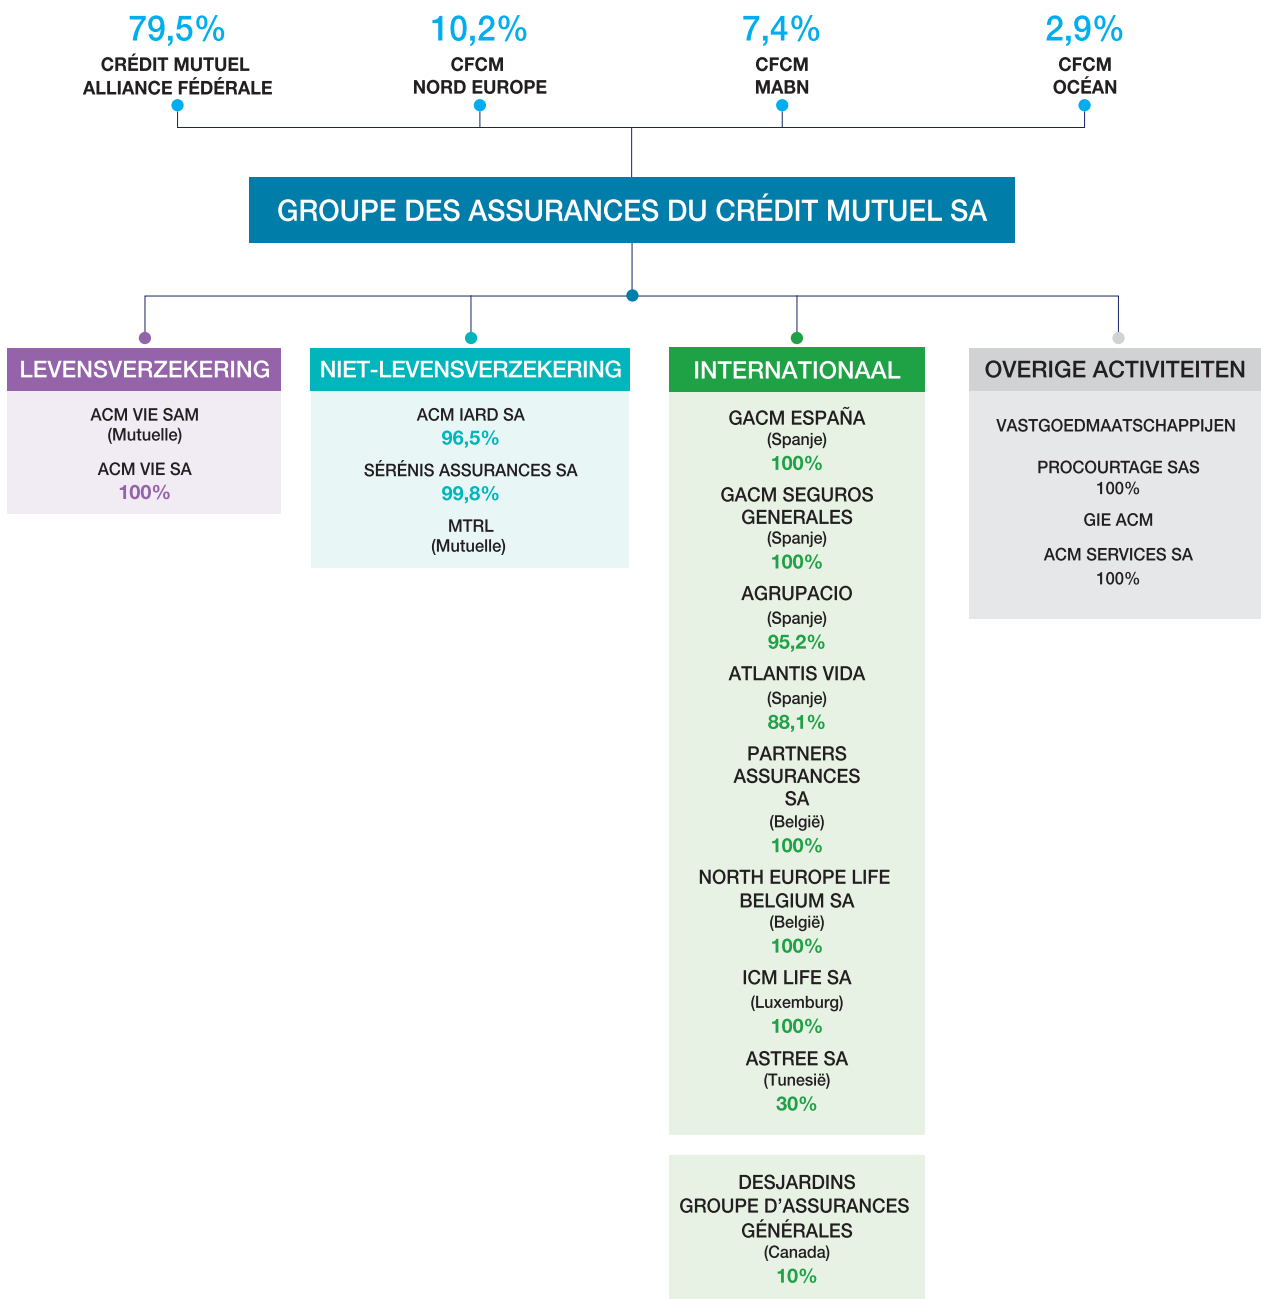 79,5%
CRÉDIT MUTUEL
ALLIANCE FÉDÉRALE
10,2%
CFCM
NORD EUROPE
7,4%
CFCM
MABN
2,9%
CFCM
OCÉAN
GROUPE DES ASSURANCES DU CRÉDIT MUTUEL SA
LEVENSVERZEKERING
ACM VIE SAM
(Mutuelle)
ACM VIE SA
100%
NIET-LEVENSVERZEKERING
ACM IARD SA
96,5%
SÉRÉNIS ASSURANCES SA
99,8%
MTRL
(Mutuelle)
INTERNATIONAAL
GACM ESPAÑA
(Spanje)
100%
GACM SEGUROS
GENERALES
(Spanje)
100%
AGRUPACIO
(Spanje)
95,2%
ATLANTIS VIDA
(Spanje)
88,1%
PARTNERS
ASSURANCES
SA
(België)
100%
NORTH EUROPE LIFE
BELGIUM SA
(België)
100%
ICM LIFE SA
(Luxemburg)
100%
ASTREE SA
(Tunesië)
30%
DESJARDINS
GROUPE D'ASSURANCES
GÉNÉRALES
(Canada)
10%
OVERIGE ACTIVITEITEN
VASTGOEDMAATSCHAPPIJEN
PROCOURTAGE SAS
100%
GIE ACM
ACM SERVICES SA
100%